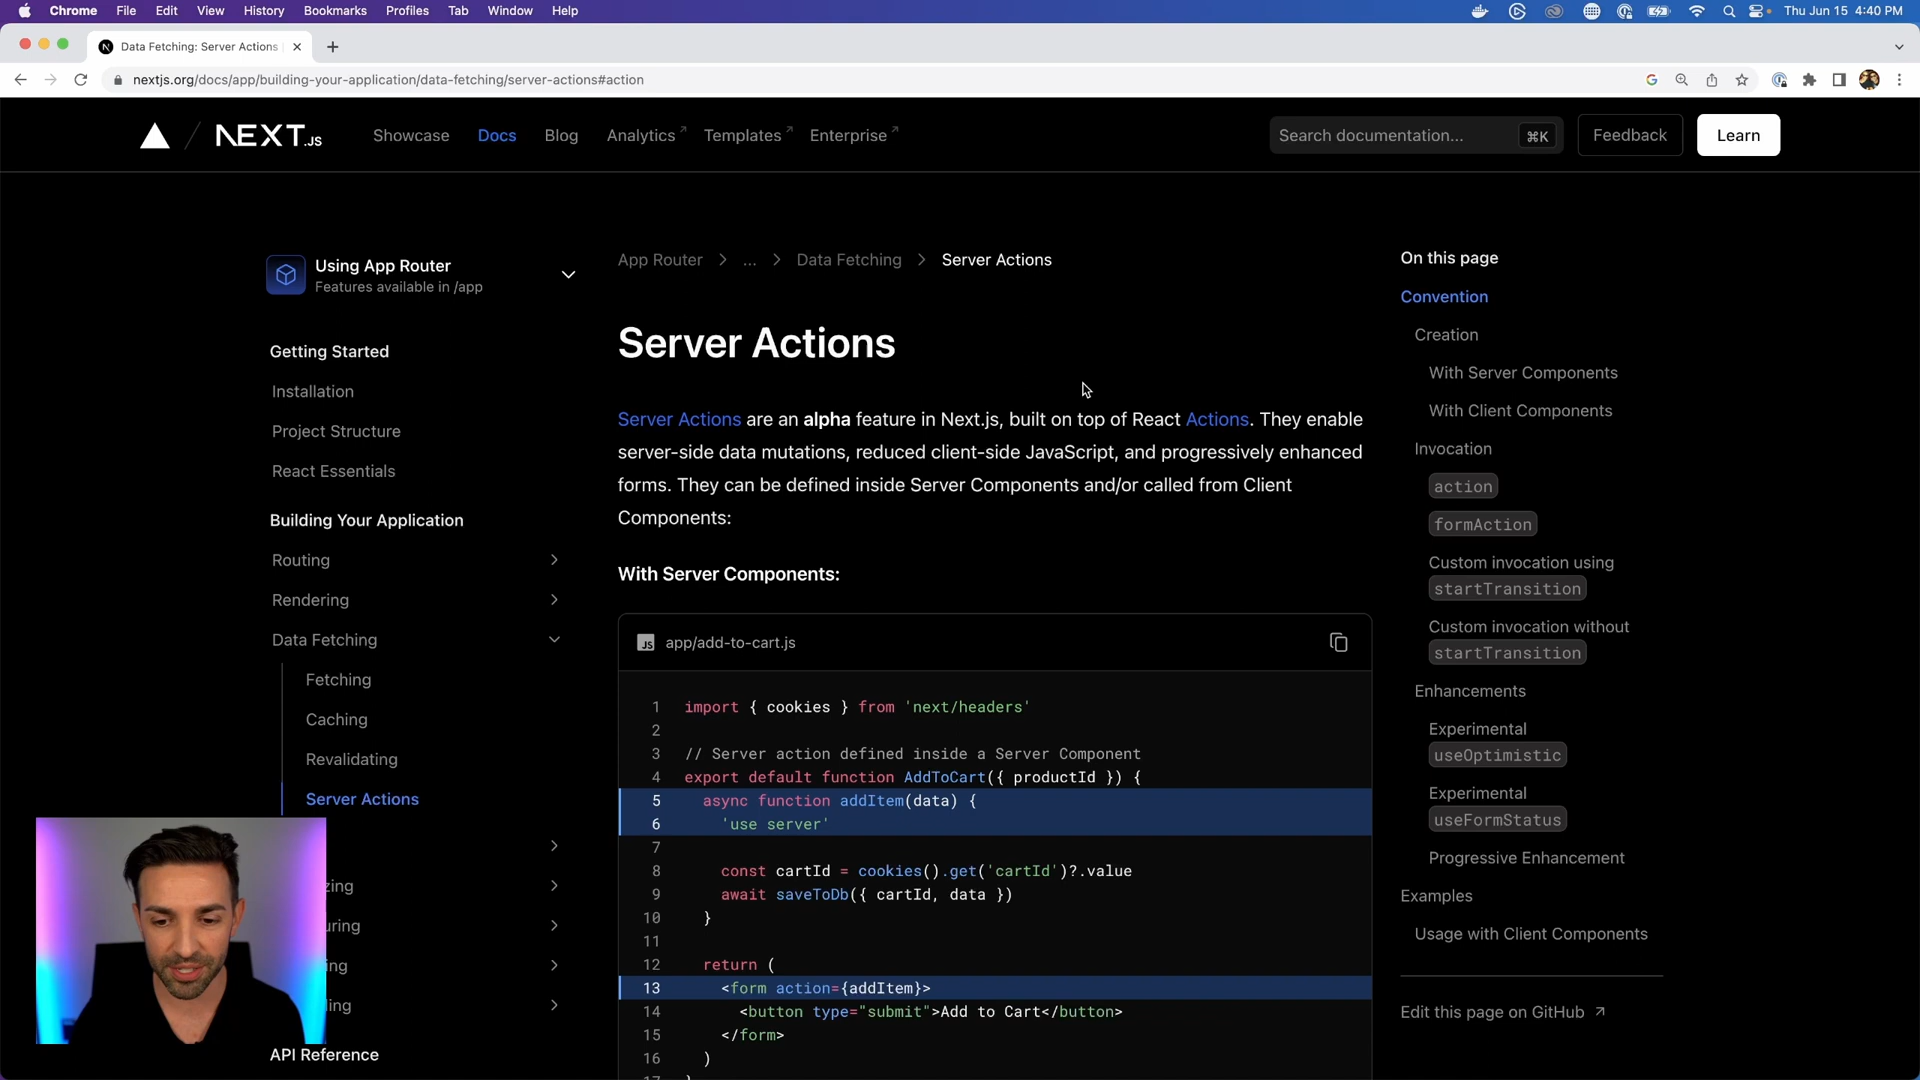 Chrome File Edit View History Bookmarks Profiles Tab Window Help
Thu Jun 15 4:40 PM
Data Fetching: Server Actions
nextjs.org/docs/app/building-your-application/data-fetching/server-actions#action
NEXT.JS
Showcase Docs Blog Analytics Templates Enterprise
Search documentation... ⌘K Feedback Learn
Using App Router
Features available in /app
Getting Started
Installation
Project Structure
React Essentials
Building Your Application
Routing
Rendering
Data Fetching
Fetching
Caching
Revalidating
Server Actions
zing
uring
ing
ling
API Reference
App Router > ... > Data Fetching > Server Actions
Server Actions
Server Actions are an alpha feature in Next.js, built on top of React Actions. They enable
server-side data mutations, reduced client-side JavaScript, and progressively enhanced
forms. They can be defined inside Server Components and/or called from Client
Components:
With Server Components:
JS app/add-to-cart.js
1 import { cookies } from 'next/headers'
2
3 // Server action defined inside a Server Component
4 export default function AddToCart({ productId }) {
5 async function addItem(data) {
6 'use server'
7
8 const cartId = cookies().get('cartId')?.value
9 await saveToDb({ cartId, data })
10 }
11
12 return (
13 <form action={addItem}>
14 <button type="submit">Add to Cart</button>
15 </form>
16 )
17 }
On this page
Convention
Creation
With Server Components
With Client Components
Invocation
action
formAction
Custom invocation using
startTransition
Custom invocation without
startTransition
Enhancements
Experimental
useOptimistic
Experimental
useFormStatus
Progressive Enhancement
Examples
Usage with Client Components
Edit this page on GitHub